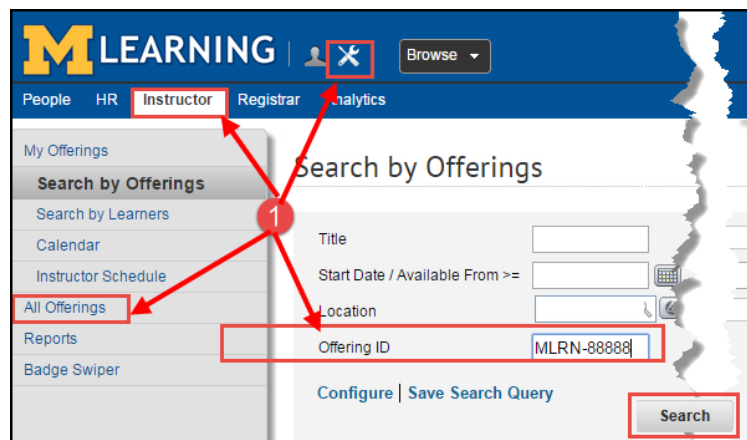 M LEARNING
Browse
People HR Instructor Registrar Analytics
My Offerings
Search by Offerings
Search by Learners
Calendar
Instructor Schedule
All Offerings
Reports
Badge Swiper
1
Search by Offerings
Title
Start Date / Available From >=
Location
Offering ID MLRN-88888
Configure | Save Search Query
Search